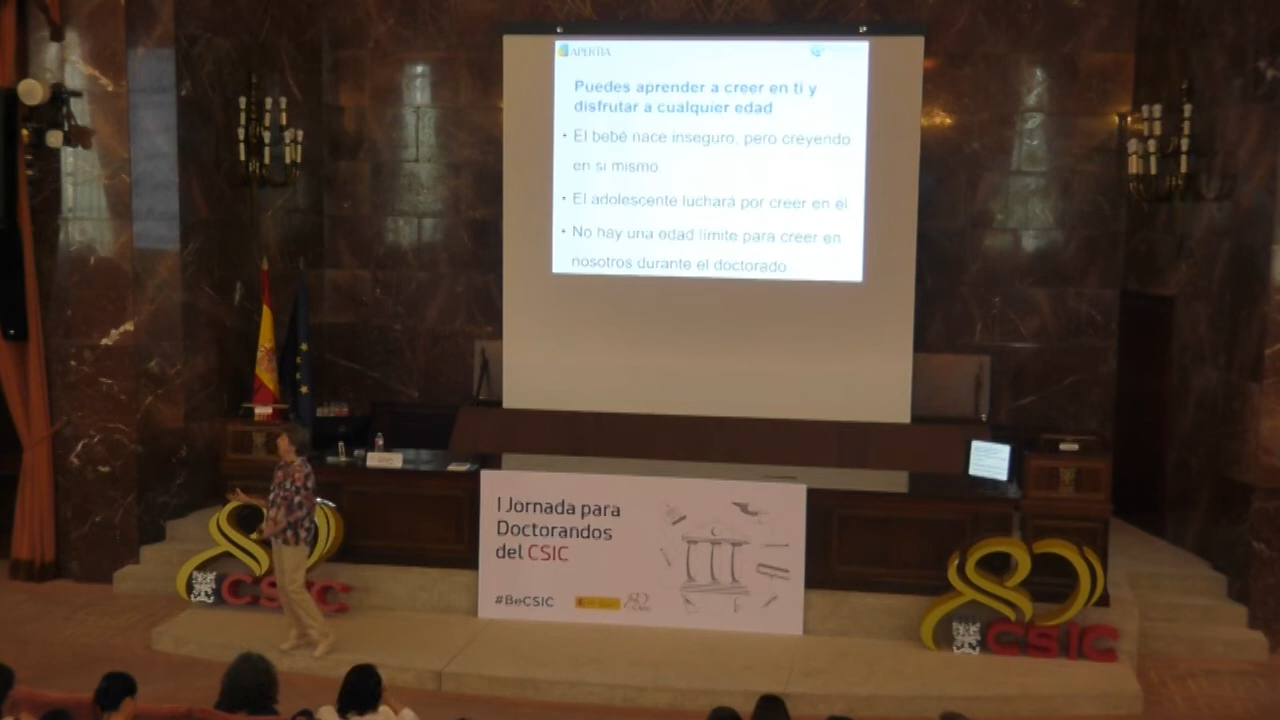 APERTIA
Puedes aprender a creer en ti y
disfrutar a cualquier edad
• El bebé nace inseguro, pero creyendo
en si mismo
• El adolescente luchará por creer en el
• No hay una edad límite para creer en
nosotros durante el doctorado
I Jornada para
Doctorandos
del CSIC
#BeCSIC
80
CSIC
80
CSIC